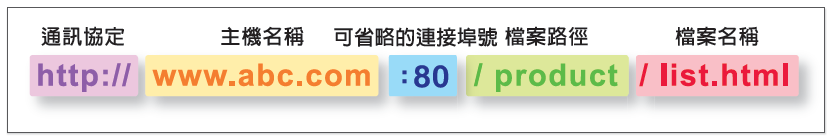 通訊協定 主機名稱 可省略的連接埠號 檔案路徑 檔案名稱
http:// www.abc.com :80 / product / list.html